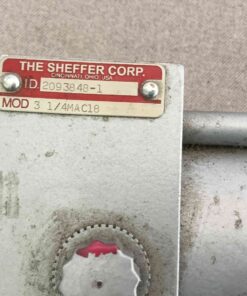 THE SHEFFER CORP.
CINCINNATI, OHIO, USA
ID 2093848-1
MOD 3 1/4MAC18